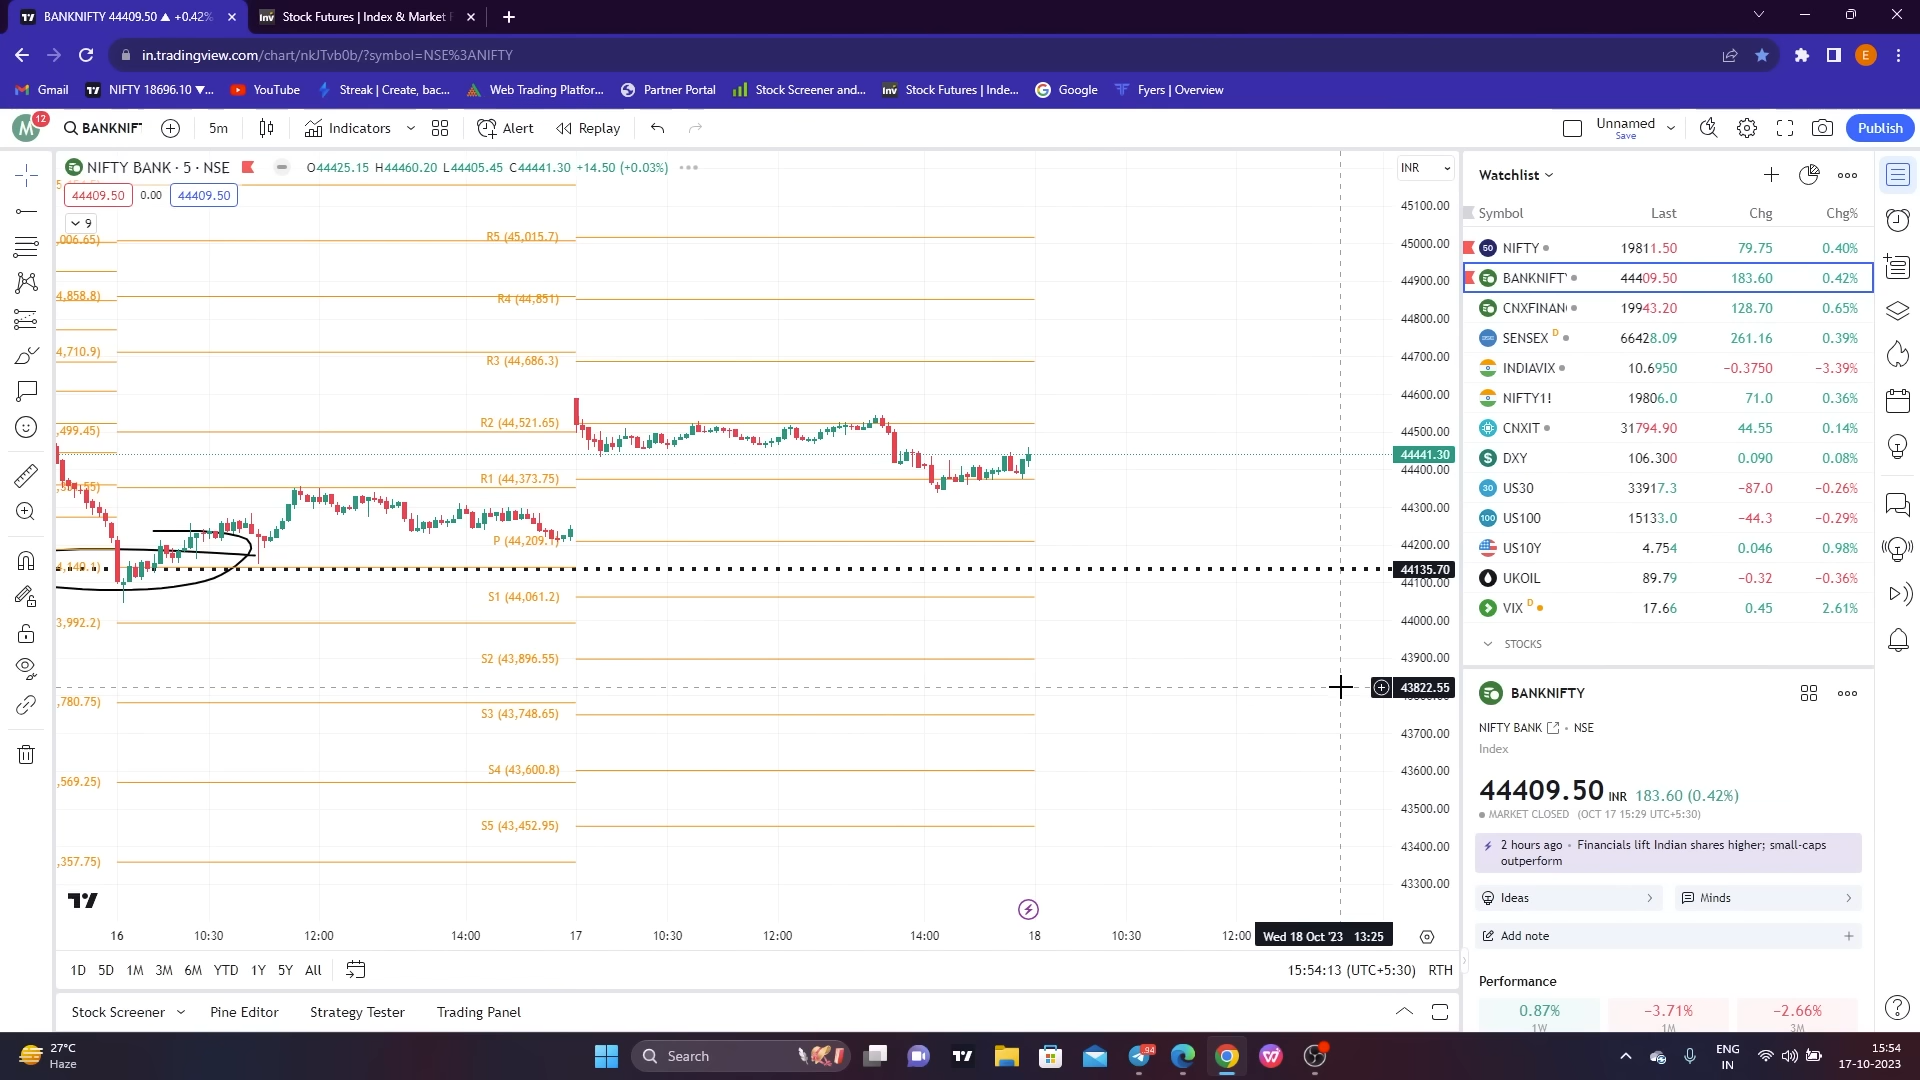 BANKNIFTY 44409.50 ▲ +0.42%
Stock Futures | Index & Market F
in.tradingview.com/chart/nkJTvb0b/?symbol=NSE%3ANIFTY
E
Gmail NIFTY 18696.10 ▼... YouTube Streak | Create, bac... Web Trading Platfor... Partner Portal Stock Screener and... Stock Futures | Inde... Google Fyers | Overview
M 12 BANKNIF 5m Indicators Alert Replay Unnamed Save Publish
NIFTY BANK · 5 · NSE O44425.15 H44460.20 L44405.45 C44441.30 +14.50 (+0.03%) INR
44409.50 0.00 44409.50
9
,006.65)
4,858.8)
4,710.9)
,499.45)
3,992.2)
,780.75)
,569.25)
,357.75)
R5 (45,015.7)
R4 (44,851)
R3 (44,686.3)
R2 (44,521.65)
R1 (44,373.75)
P (44,209.1)
S1 (44,061.2)
S2 (43,896.55)
S3 (43,748.65)
S4 (43,600.8)
S5 (43,452.95)
45100.00
45000.00
44900.00
44800.00
44700.00
44600.00
44500.00
44441.30
44400.00
44300.00
44200.00
44135.70
44100.00
44000.00
43900.00
43822.55
43700.00
43600.00
43500.00
43400.00
43300.00
16 10:30 12:00 14:00 17 10:30 12:00 14:00 18 10:30 12:00 Wed 18 Oct '23 13:25
1D 5D 1M 3M 6M YTD 1Y 5Y All 15:54:13 (UTC+5:30) RTH
Stock Screener Pine Editor Strategy Tester Trading Panel
Watchlist
Symbol Last Chg Chg%
50 NIFTY 19811.50 79.75 0.40%
BANKNIFTY 44409.50 183.60 0.42%
CNXFINAN 19943.20 128.70 0.65%
SENSEX D 66428.09 261.16 0.39%
INDIAVIX 10.6950 −0.3750 −3.39%
NIFTY1! 19806.0 71.0 0.36%
CNXIT 31794.90 44.55 0.14%
$ DXY 106.300 0.090 0.08%
30 US30 33917.3 −87.0 −0.26%
100 US100 15133.0 −44.3 −0.29%
US10Y 4.754 0.046 0.98%
UKOIL 89.79 −0.32 −0.36%
VIX D 17.66 0.45 2.61%
STOCKS
BANKNIFTY
NIFTY BANK • NSE
Index
44409.50 INR 183.60 (0.42%)
MARKET CLOSED (OCT 17 15:29 UTC+5:30)
2 hours ago • Financials lift Indian shares higher; small-caps
outperform
Ideas Minds
Add note
Performance
0.87% −3.71% −2.66%
1W 1M 3M
27°C
Haze
Search
94
ENG
IN
15:54
17-10-2023